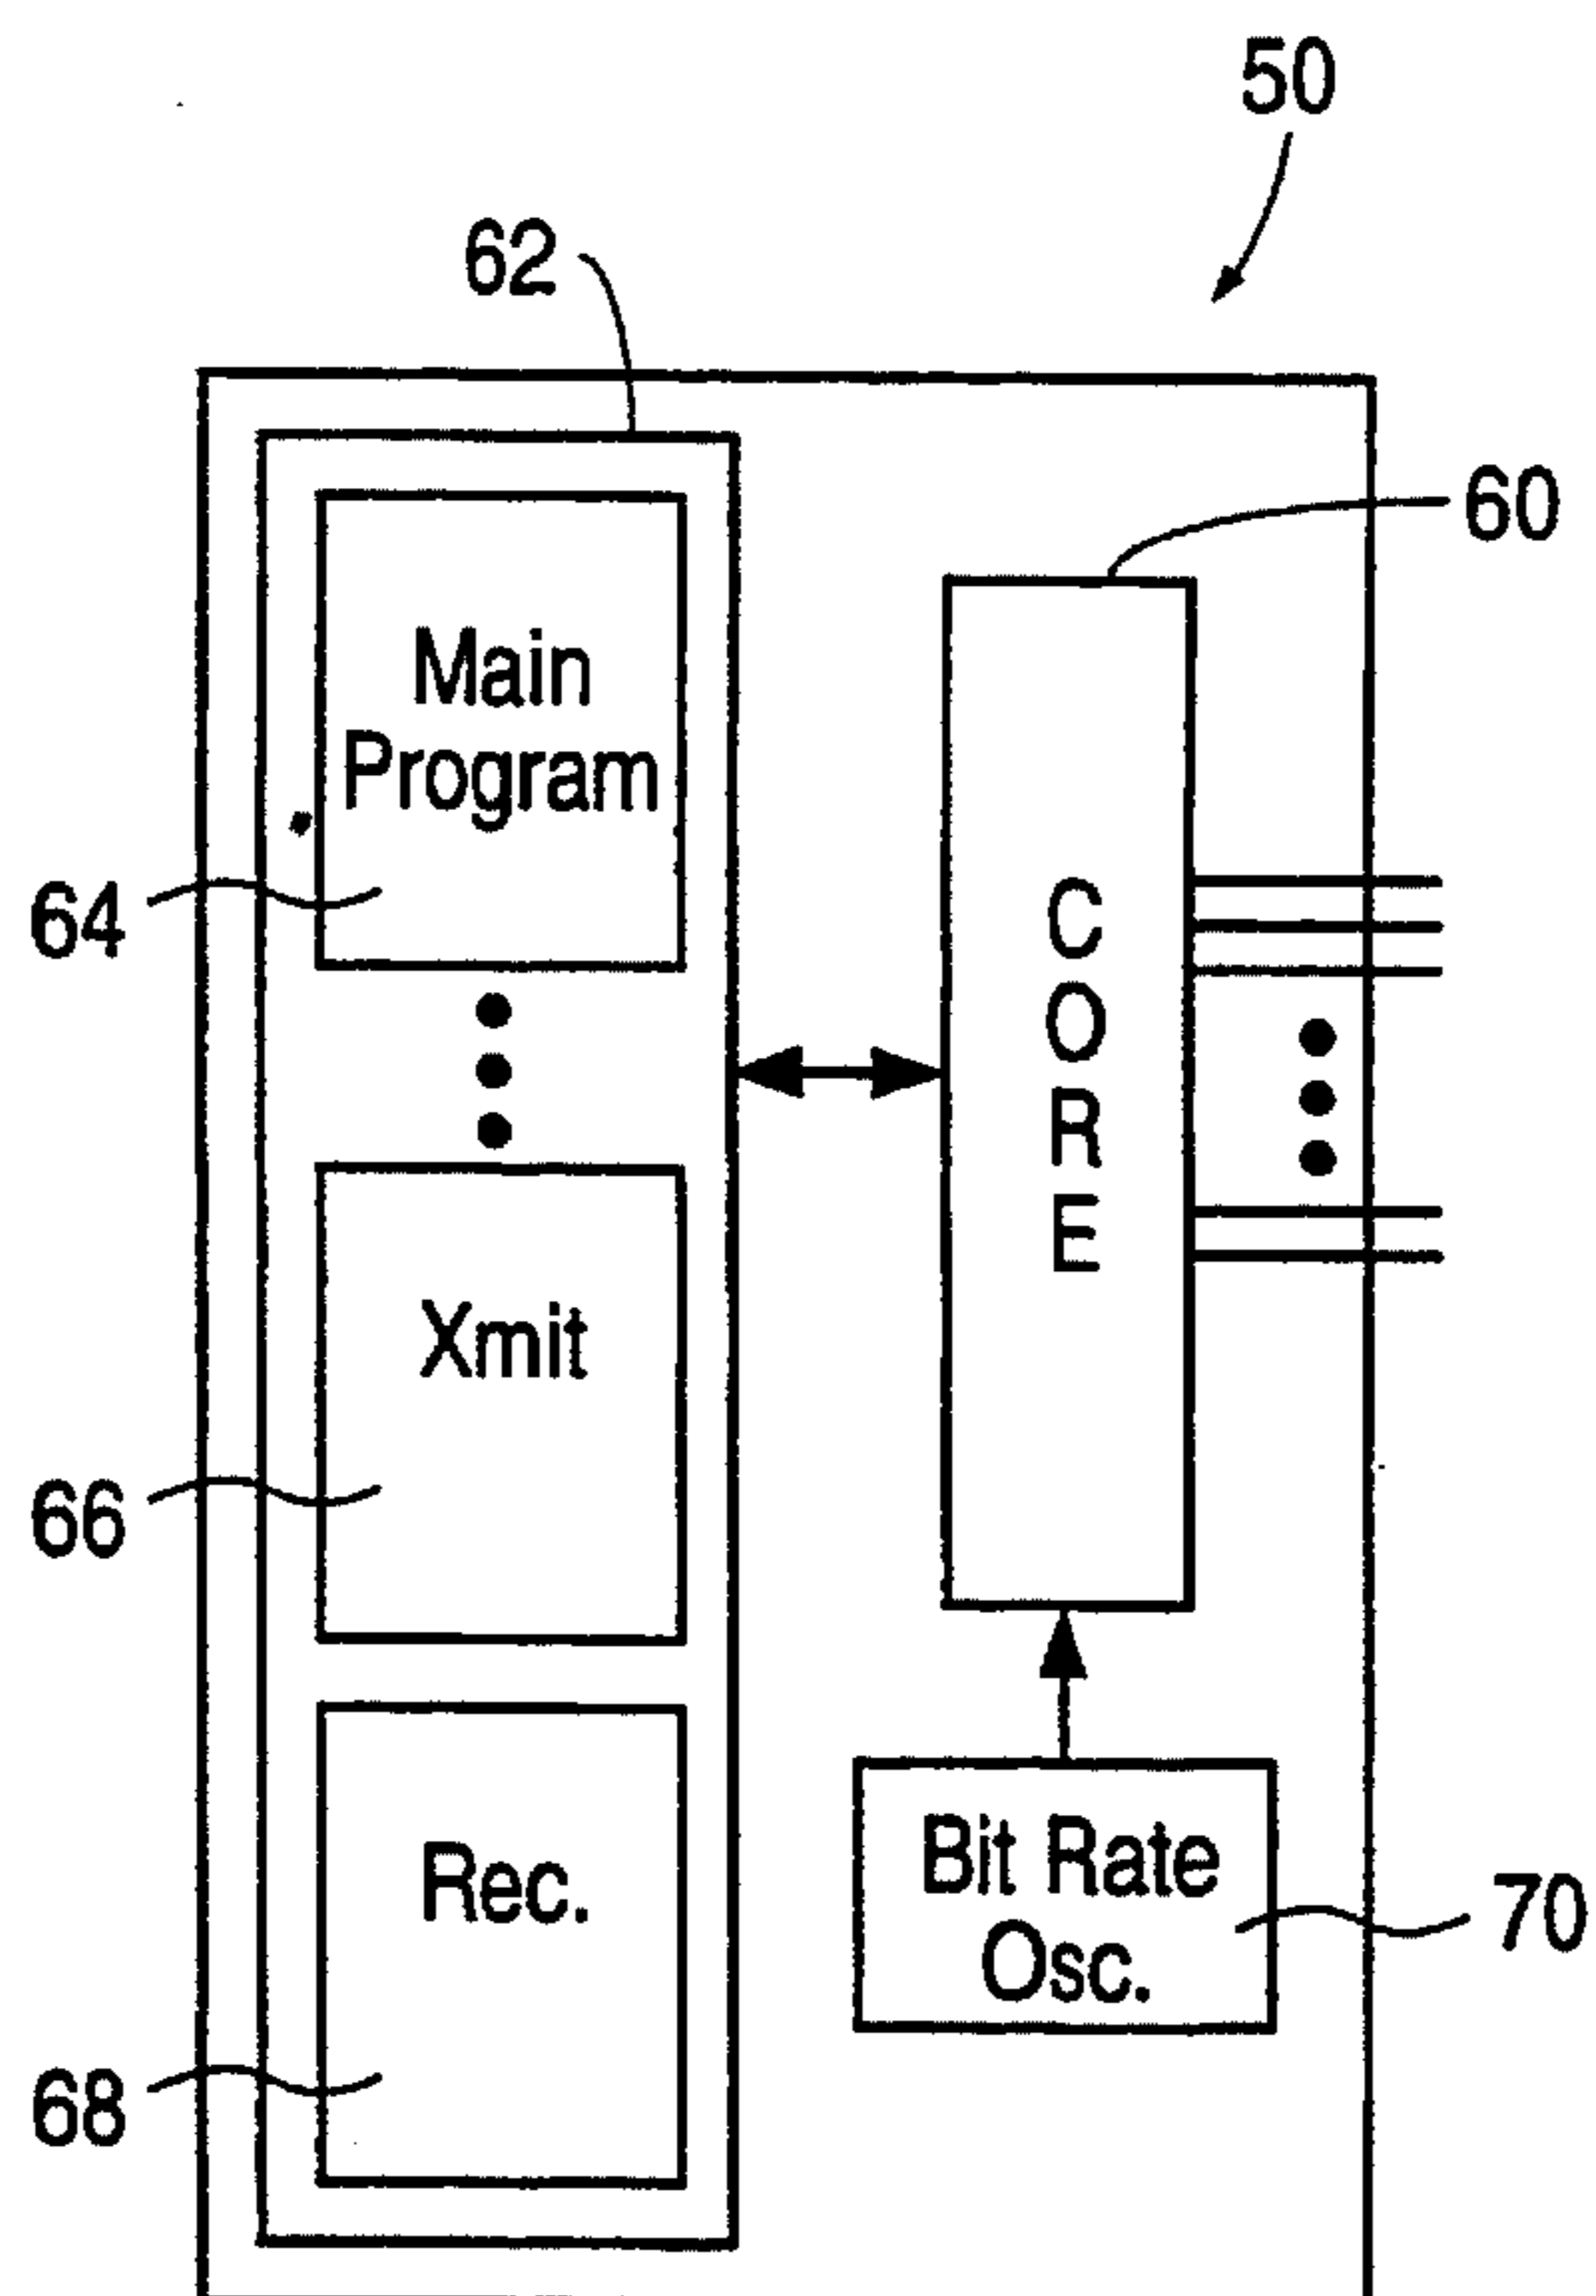 50
62
60
Main
Program
64
C
O
R
E
Xmit
66
Rec.
Bit Rate
Osc.
70
68